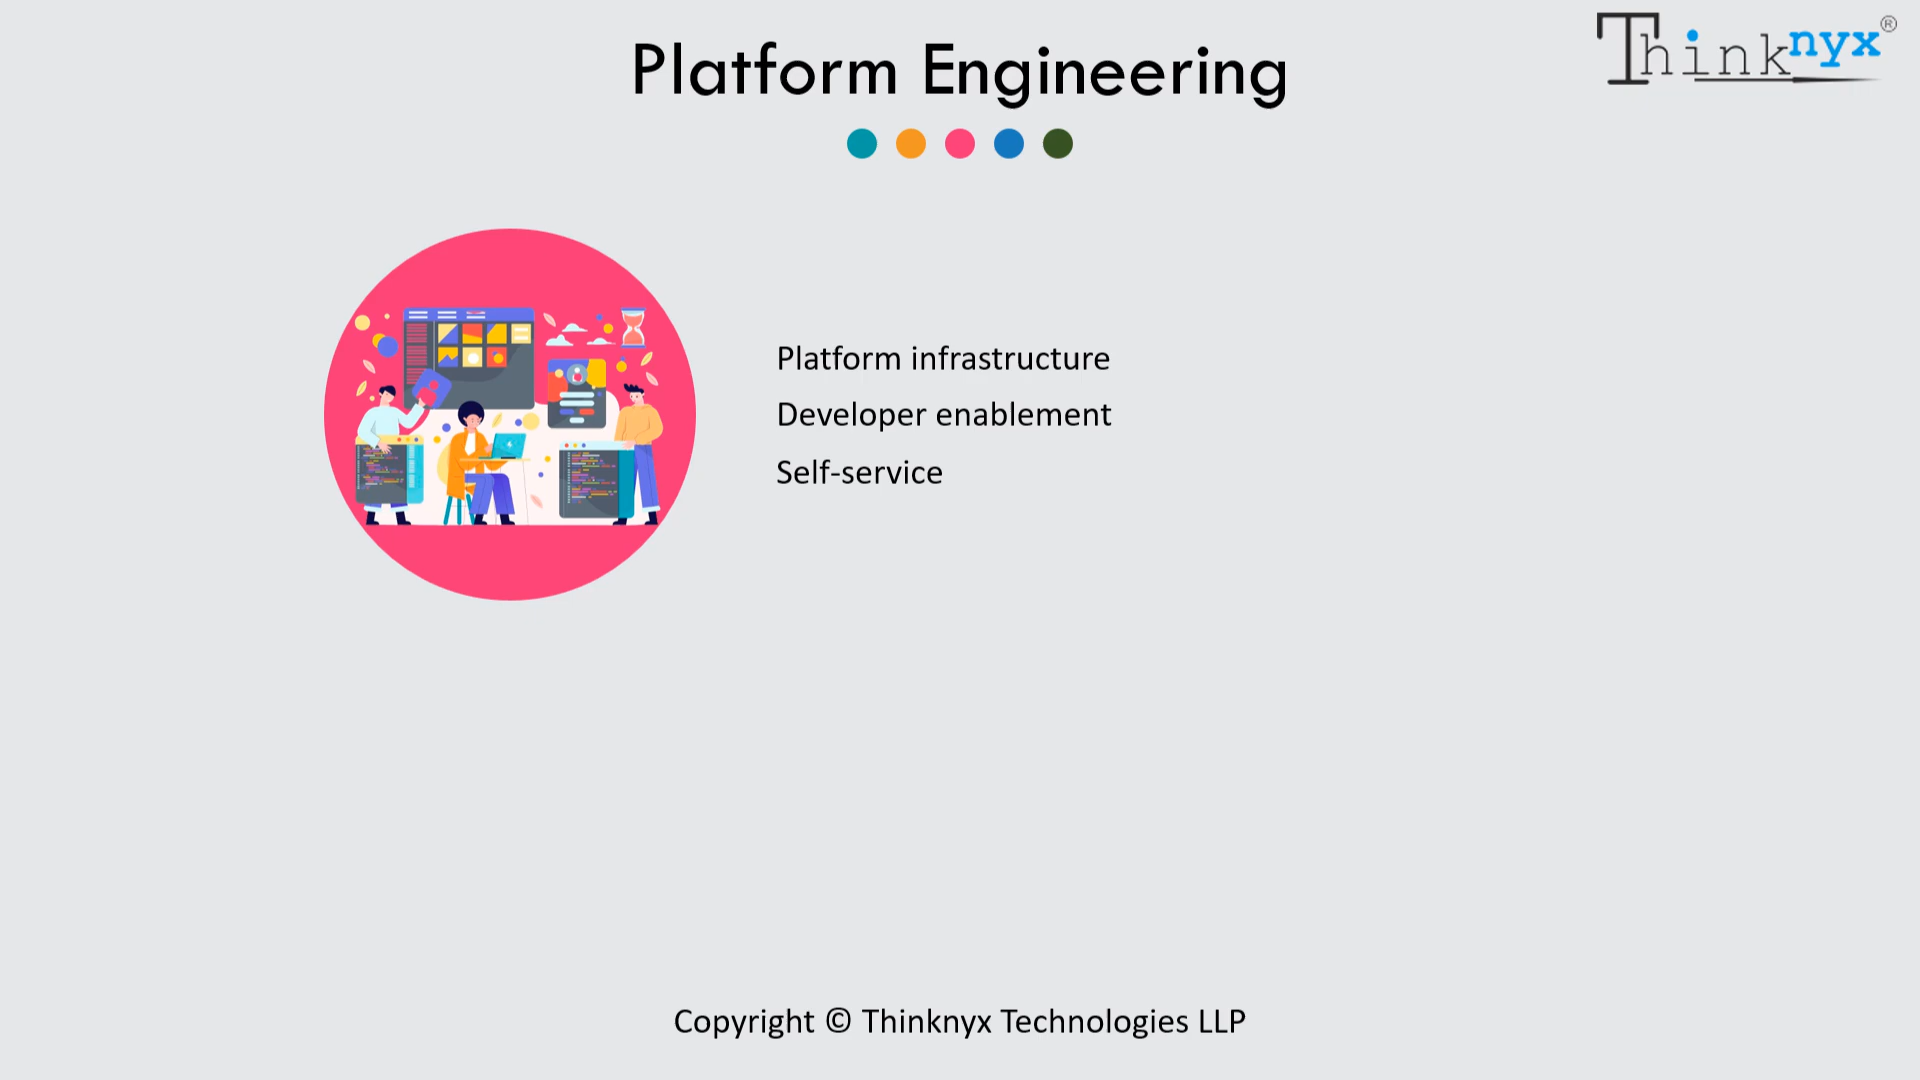 Platform Engineering
Thinknyx®
Platform infrastructure
Developer enablement
Self-service
Copyright © Thinknyx Technologies LLP